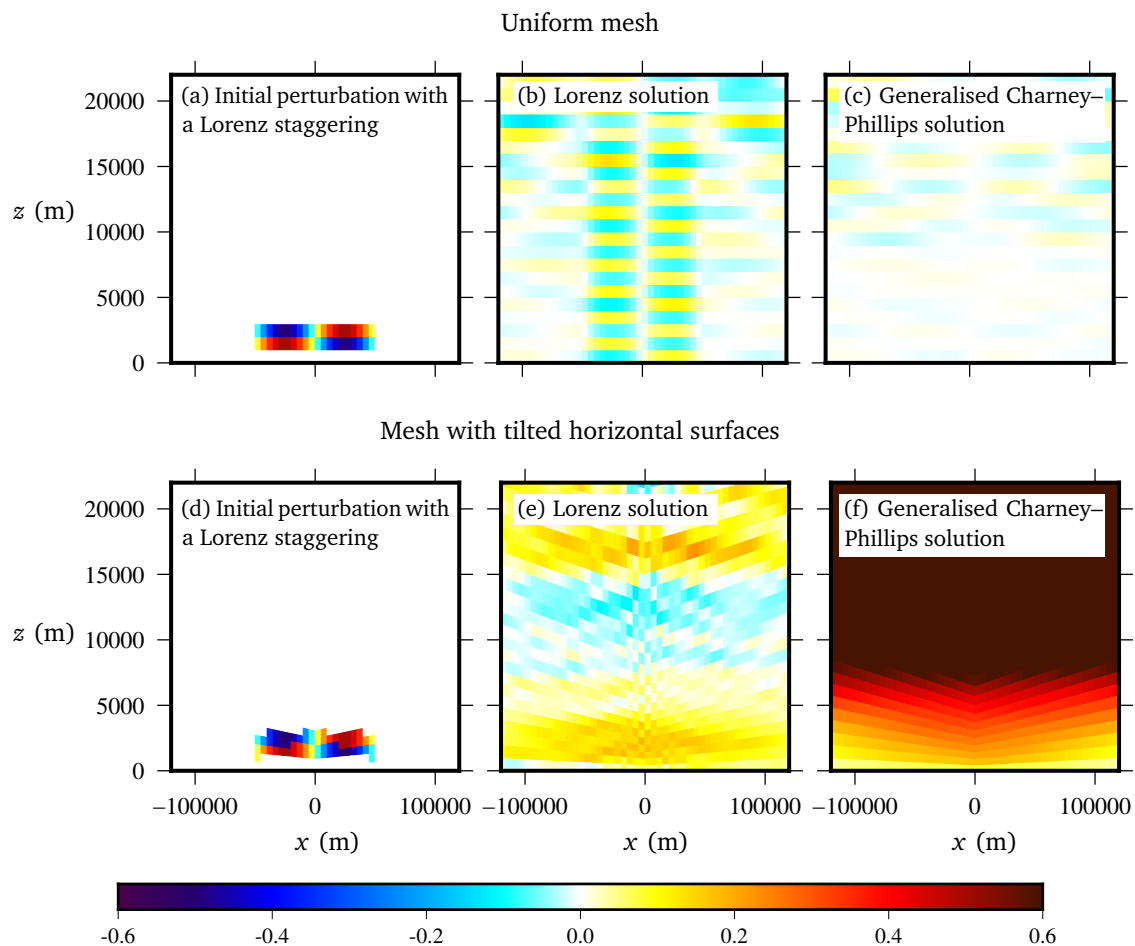 Uniform mesh
(a) Initial perturbation with
a Lorenz staggering
(b) Lorenz solution
(c) Generalised Charney–
Phillips solution
20000
15000
10000
5000
0
z (m)
Mesh with tilted horizontal surfaces
(d) Initial perturbation with
a Lorenz staggering
(e) Lorenz solution
(f) Generalised Charney–
Phillips solution
20000
15000
10000
5000
0
z (m)
−100000 0 100000
−100000 0 100000
−100000 0 100000
x (m)
x (m)
x (m)
-0.6 -0.4 -0.2 0.0 0.2 0.4 0.6